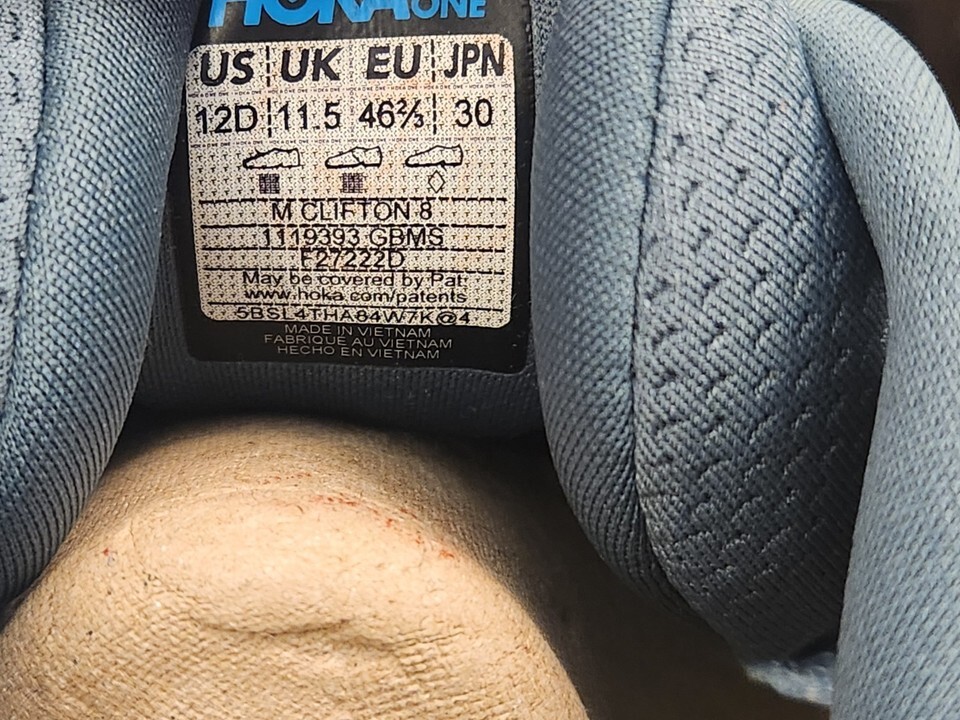 HOKA ONE
US UK EU JPN
12D 11.5 46⅔ 30
M CLIFTON 8
1119393 GBMS
F27222D
May be covered by Pat
www.hoka.com/patents
5BSL4THA84W7K@4
MADE IN VIETNAM
FABRIQUE AU VIETNAM
HECHO EN VIETNAM